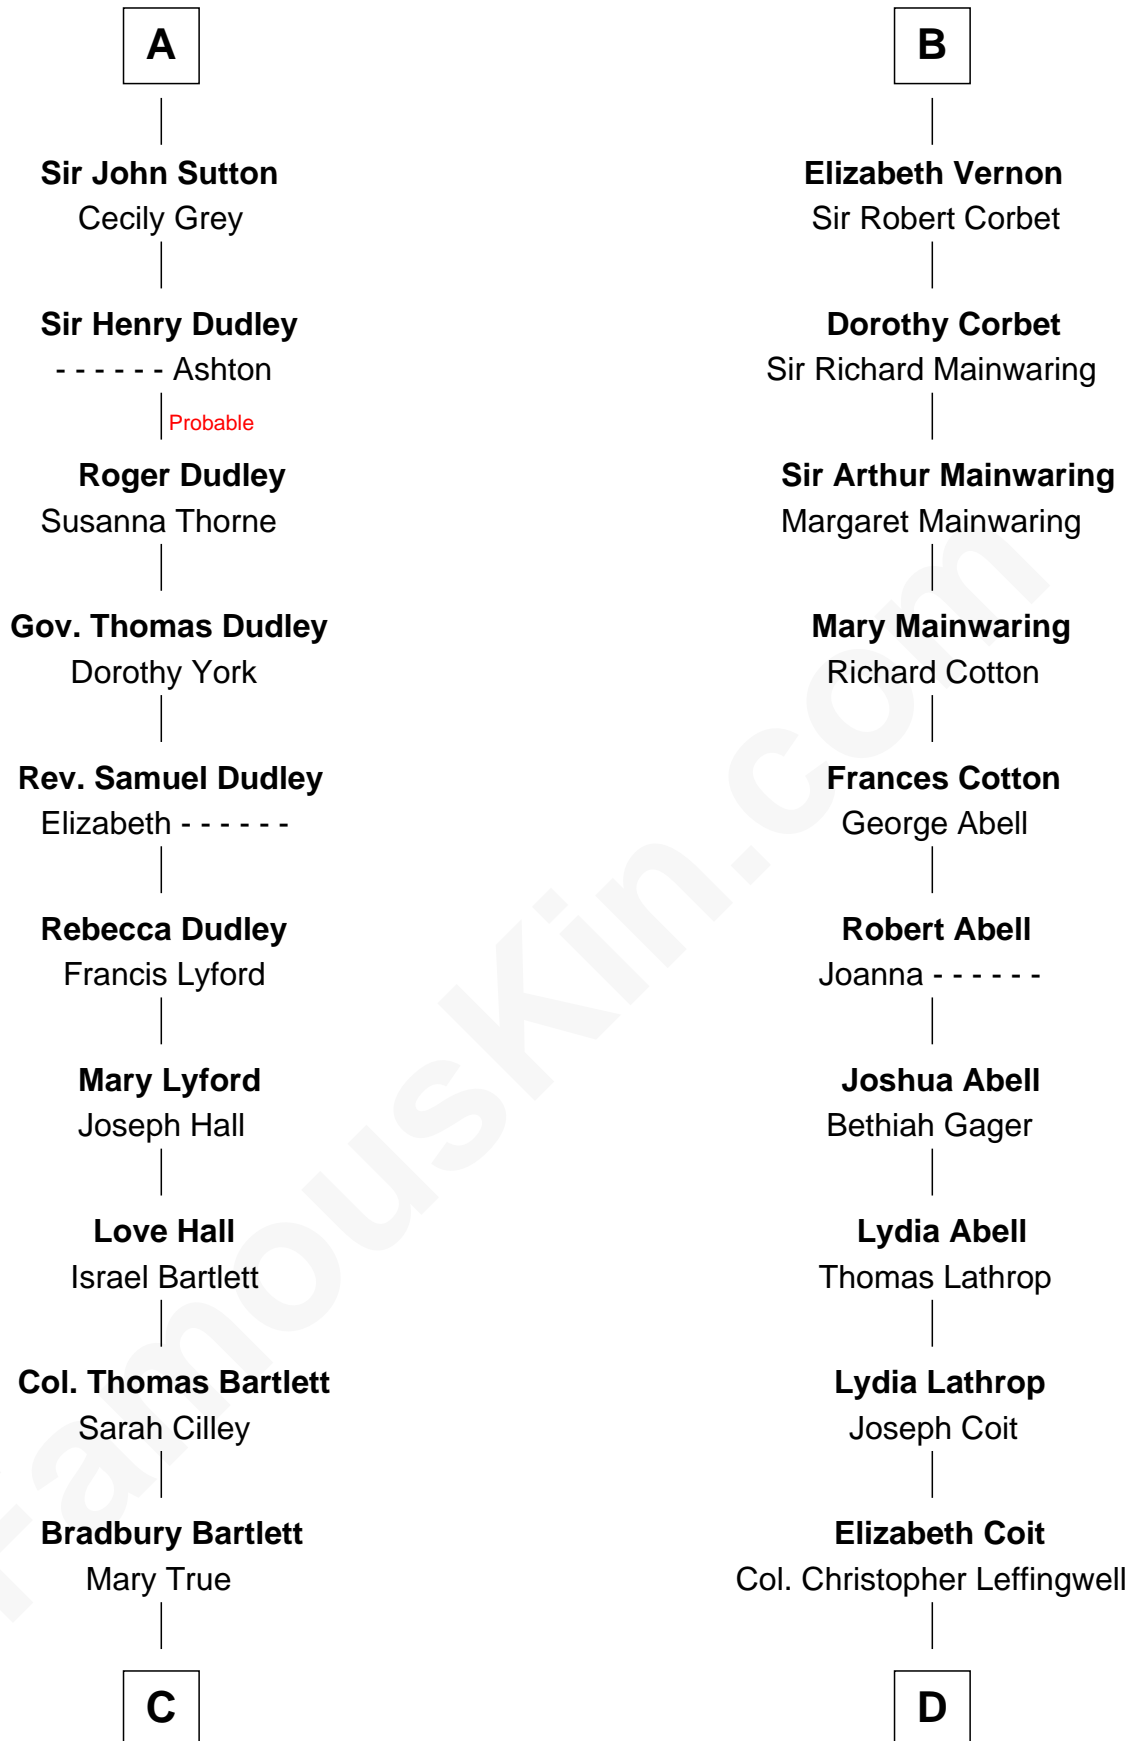 A
Sir John Sutton
Cecily Grey
Sir Henry Dudley
- - - - - - Ashton
Probable
Roger Dudley
Susanna Thorne
Gov. Thomas Dudley
Dorothy York
Rev. Samuel Dudley
Elizabeth - - - - - -
Rebecca Dudley
Francis Lyford
Mary Lyford
Joseph Hall
Love Hall
Israel Bartlett
Col. Thomas Bartlett
Sarah Cilley
Bradbury Bartlett
Mary True
C
B
Elizabeth Vernon
Sir Robert Corbet
Dorothy Corbet
Sir Richard Mainwaring
Sir Arthur Mainwaring
Margaret Mainwaring
Mary Mainwaring
Richard Cotton
Frances Cotton
George Abell
Robert Abell
Joanna - - - - - -
Joshua Abell
Bethiah Gager
Lydia Abell
Thomas Lathrop
Lydia Lathrop
Joseph Coit
Elizabeth Coit
Col. Christopher Leffingwell
D
FamousKin.com